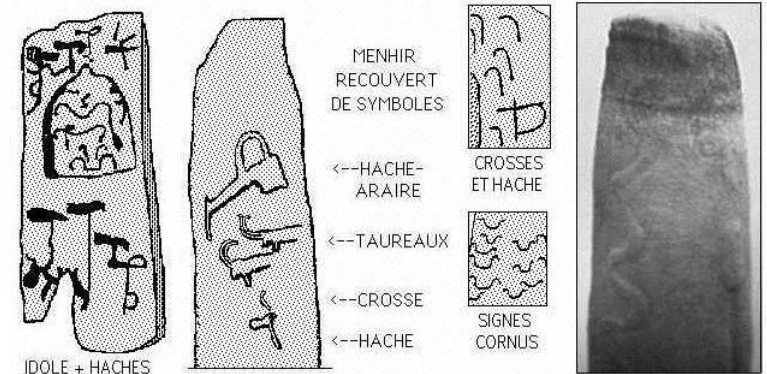 MENHIR
RECOUVERT
DE SYMBOLES
<--HACHE-
ARAIRE
<--TAUREAUX
<--CROSSE
<--HACHE
IDOLE + HACHES
CROSSES
ET HACHE
SIGNES
CORNUS